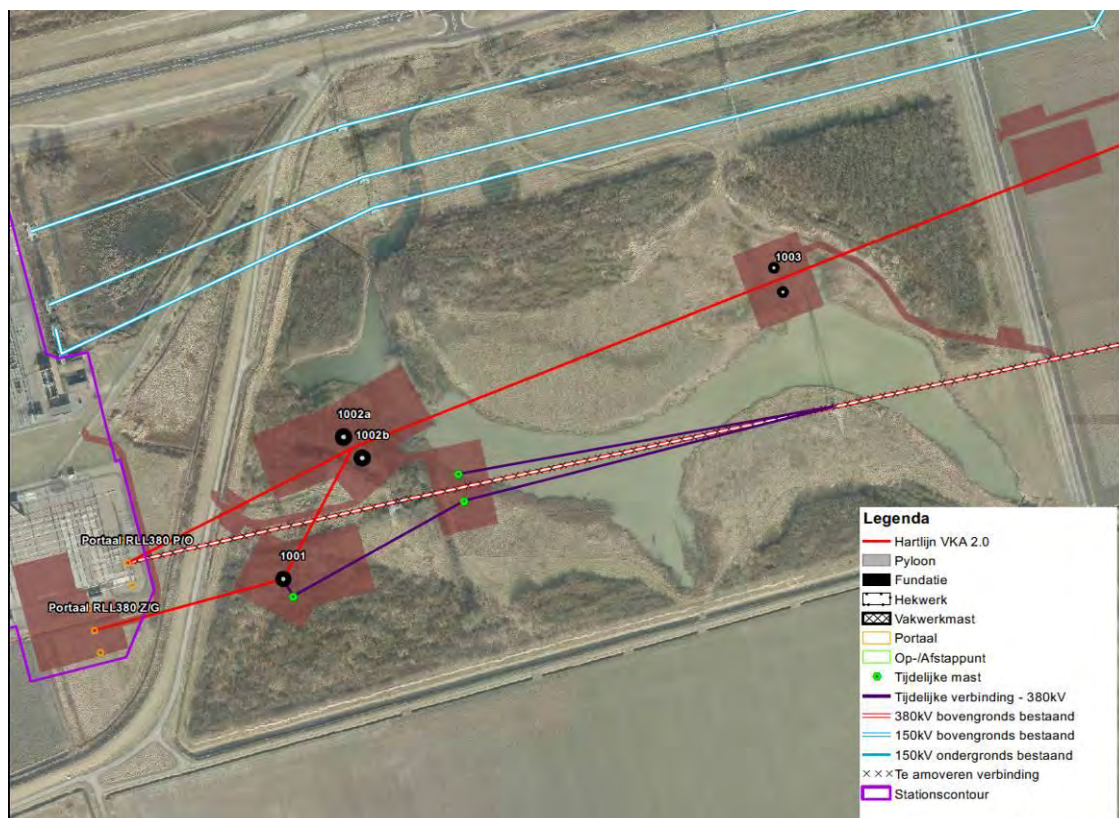 1003
1002a
1002b
Portaal RLL380 P/O
1001
Portaal RLL380 Z/G
Legenda
Hartlijn VKA 2.0
Pyloon
Fundatie
Hekwerk
Vakwerkmast
Portaal
Op-/Afstappunt
Tijdelijke mast
Tijdelijke verbinding - 380kV
380kV bovengronds bestaand
150kV bovengronds bestaand
150kV ondergronds bestaand
Te amoveren verbinding
Stationscontour